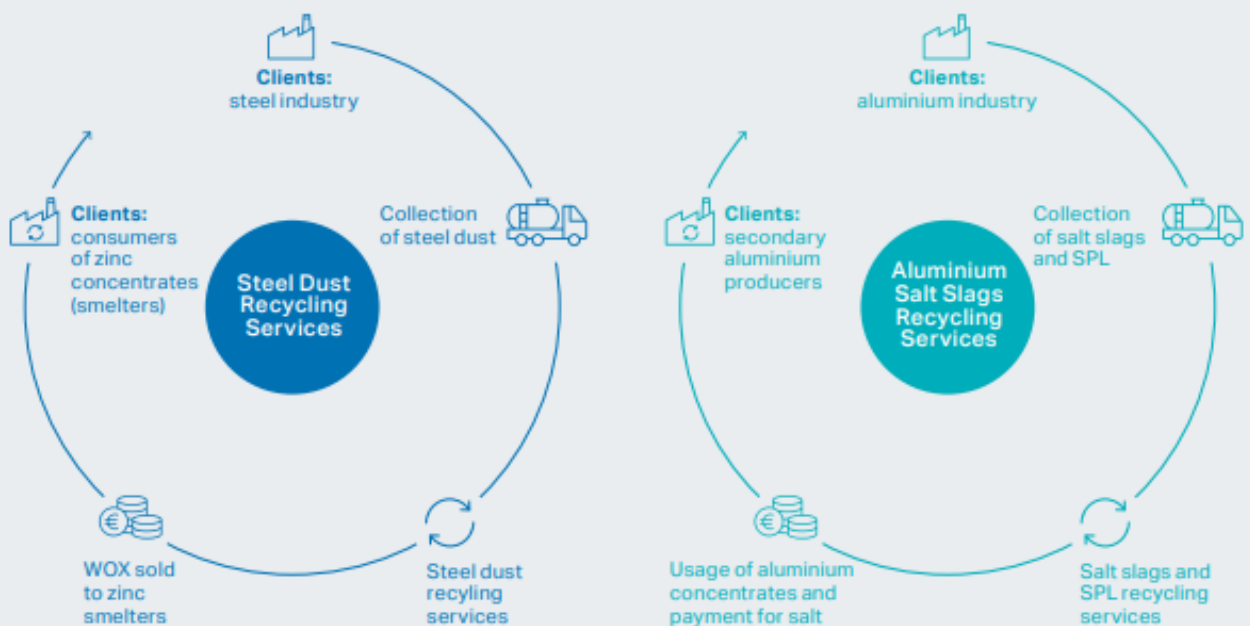 Clients:
steel industry
Collection
of steel dust
Steel dust
recyling
services
WOX sold
to zinc
smelters
Clients:
consumers
of zinc
concentrates
(smelters)
Steel Dust
Recycling
Services
Clients:
aluminium industry
Collection
of salt slags
and SPL
Salt slags and
SPL recycling
services
Usage of aluminium
concentrates and
payment for salt
Clients:
secondary
aluminium
producers
Aluminium
Salt Slags
Recycling
Services